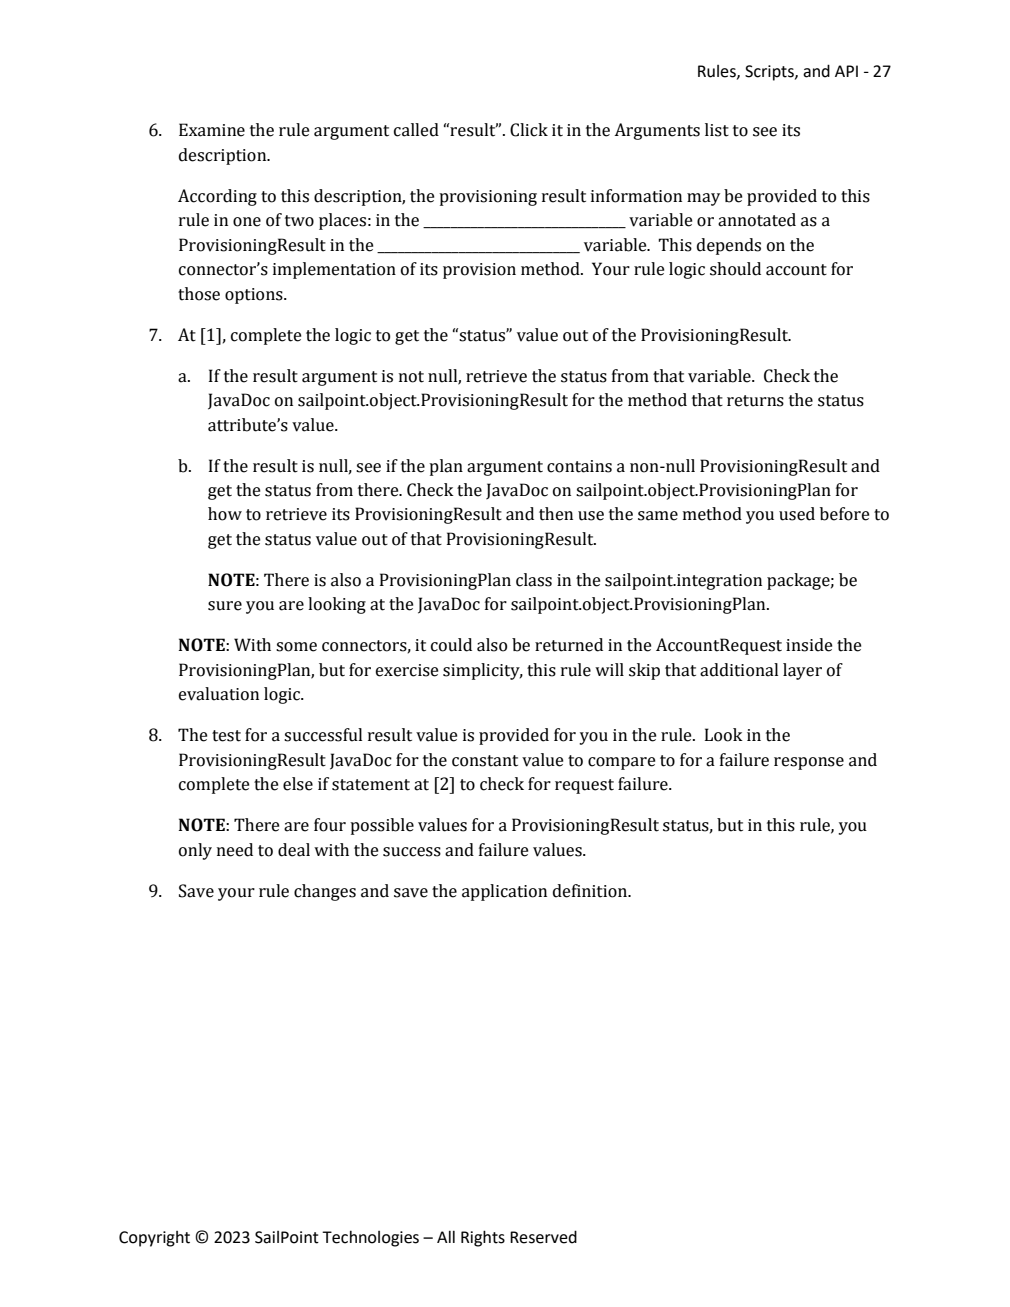 Rules, Scripts, and API - 27
6. Examine the rule argument called “result”. Click it in the Arguments list to see its
description.
According to this description, the provisioning result information may be provided to this
rule in one of two places: in the __________________________ variable or annotated as a
ProvisioningResult in the __________________________ variable.  This depends on the
connector’s implementation of its provision method.  Your rule logic should account for
those options.
7. At [1], complete the logic to get the “status” value out of the ProvisioningResult.
a. If the result argument is not null, retrieve the status from that variable.  Check the
JavaDoc on sailpoint.object.ProvisioningResult for the method that returns the status
attribute’s value.
b. If the result is null, see if the plan argument contains a non-null ProvisioningResult and
get the status from there. Check the JavaDoc on sailpoint.object.ProvisioningPlan for
how to retrieve its ProvisioningResult and then use the same method you used before to
get the status value out of that ProvisioningResult.
NOTE: There is also a ProvisioningPlan class in the sailpoint.integration package; be
sure you are looking at the JavaDoc for sailpoint.object.ProvisioningPlan.
NOTE: With some connectors, it could also be returned in the AccountRequest inside the
ProvisioningPlan, but for exercise simplicity, this rule will skip that additional layer of
evaluation logic.
8. The test for a successful result value is provided for you in the rule.  Look in the
ProvisioningResult JavaDoc for the constant value to compare to for a failure response and
complete the else if statement at [2] to check for request failure.
NOTE: There are four possible values for a ProvisioningResult status, but in this rule, you
only need to deal with the success and failure values.
9. Save your rule changes and save the application definition.
Copyright © 2023 SailPoint Technologies – All Rights Reserved